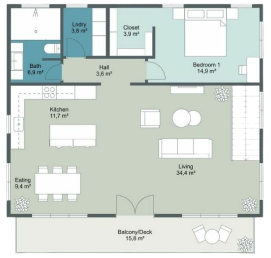 Lndry
3,8 m²
Closet
3,9 m²
Bath
6,9 m²
Hall
3,6 m²
Bedroom 1
14,9 m²
Kitchen
11,7 m²
Eating
9,4 m²
Living
34,4 m²
Balcony/Deck
15,8 m²